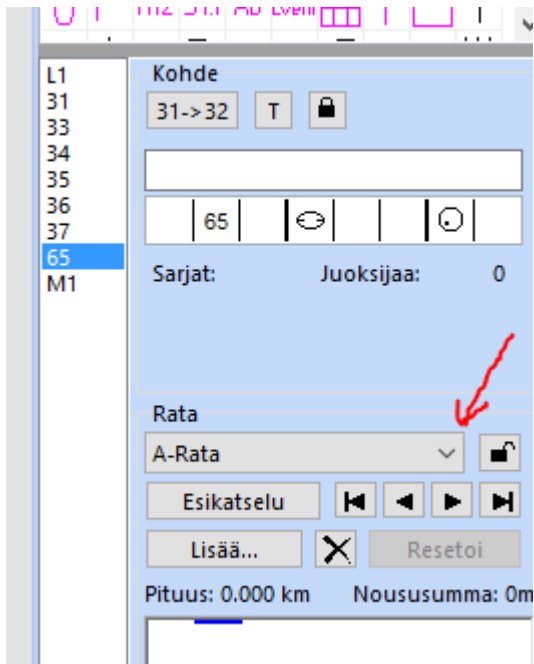 L1
31
33
34
35
36
37
65
M1
Kohde
31->32 T
65
Sarjat: Juoksijaa: 0
Rata
A-Rata
Esikatselu
Lisää... Resetoi
Pituus: 0.000 km Noususumma: 0m